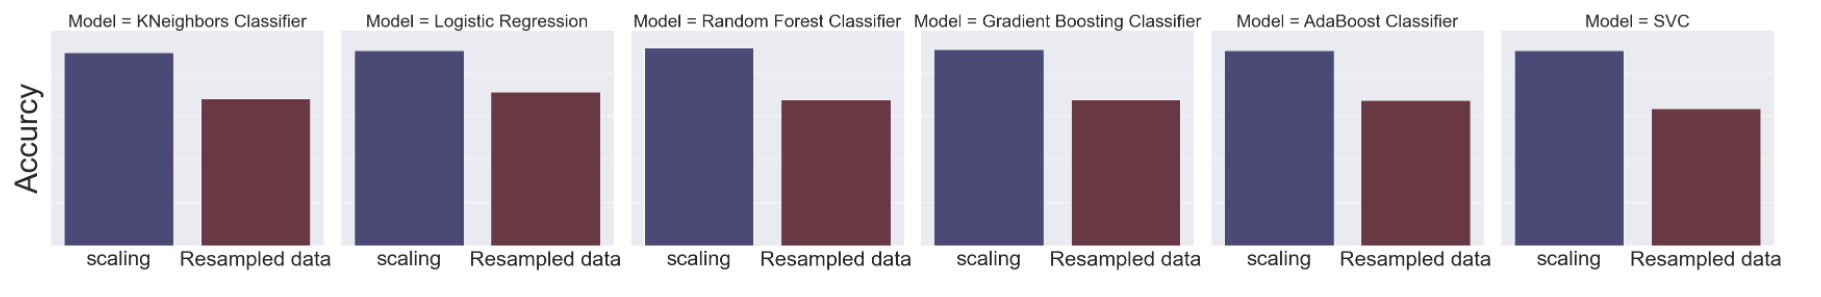 Model = KNeighbors Classifier
Model = Logistic Regression
Model = Random Forest Classifier
Model = Gradient Boosting Classifier
Model = AdaBoost Classifier
Model = SVC
Accurcy
scaling Resampled data
scaling Resampled data
scaling Resampled data
scaling Resampled data
scaling Resampled data
scaling Resampled data